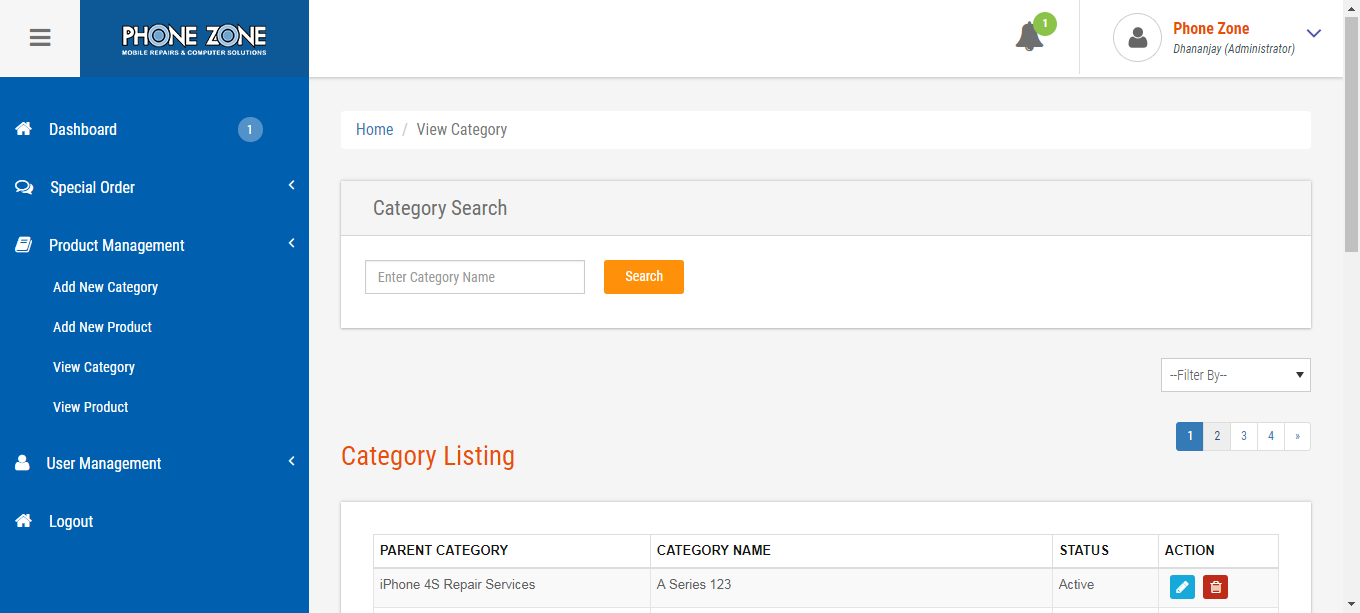 PHONE ZONE
MOBILE REPAIRS & COMPUTER SOLUTIONS
1
Phone Zone
Dhananjay (Administrator)
Dashboard 1
Special Order
Product Management
Add New Category
Add New Product
View Category
View Product
User Management
Logout
Home / View Category
Category Search
Enter Category Name Search
--Filter By--
1 2 3 4 »
Category Listing
PARENT CATEGORY CATEGORY NAME STATUS ACTION
iPhone 4S Repair Services A Series 123 Active